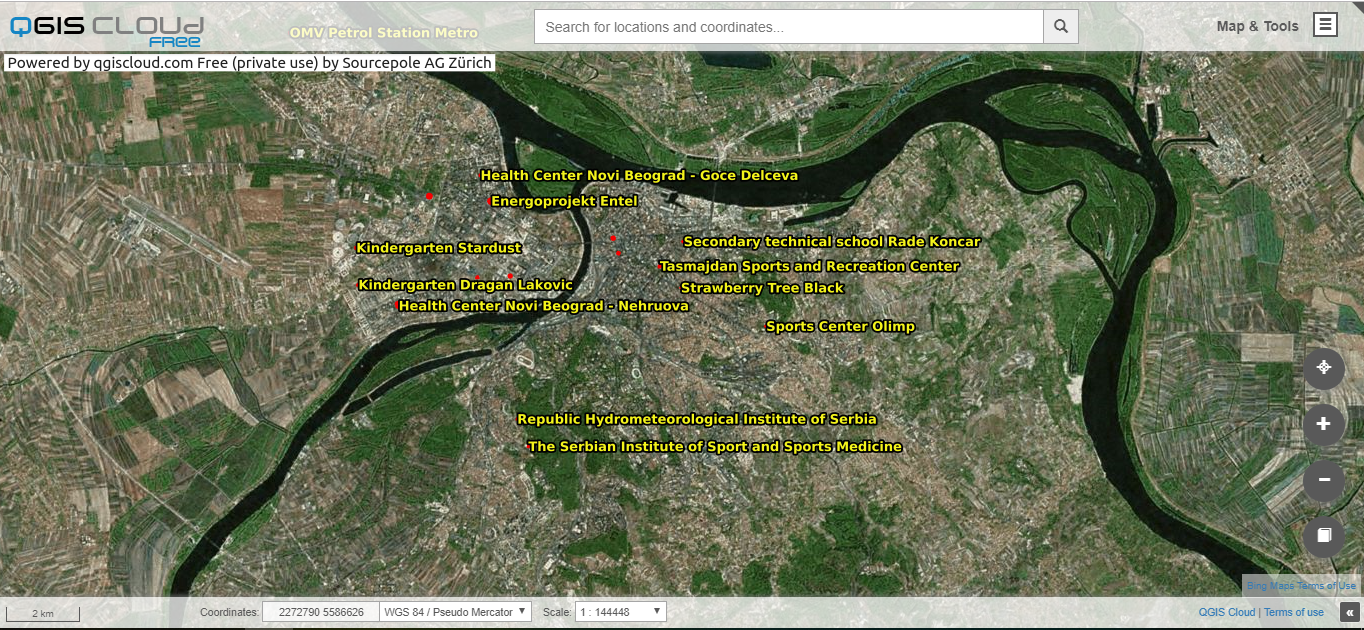 QGIS CLOUD
FREE
OMV Petrol Station Metro
Search for locations and coordinates...
Map & Tools
Powered by qgiscloud.com Free (private use) by Sourcepole AG Zürich
Health Center Novi Beograd - Goce Delceva
Energoprojekt Entel
Kindergarten Stardust
Secondary technical school Rade Koncar
Tasmajdan Sports and Recreation Center
Kindergarten Dragan Lakovic
Strawberry Tree Black
Health Center Novi Beograd - Nehruova
Sports Center Olimp
Republic Hydrometeorological Institute of Serbia
The Serbian Institute of Sport and Sports Medicine
Bing Maps Terms of Use
2 km
Coordinates: 2272790 5586626 WGS 84 / Pseudo Mercator Scale: 1 : 144448
QGIS Cloud | Terms of use «